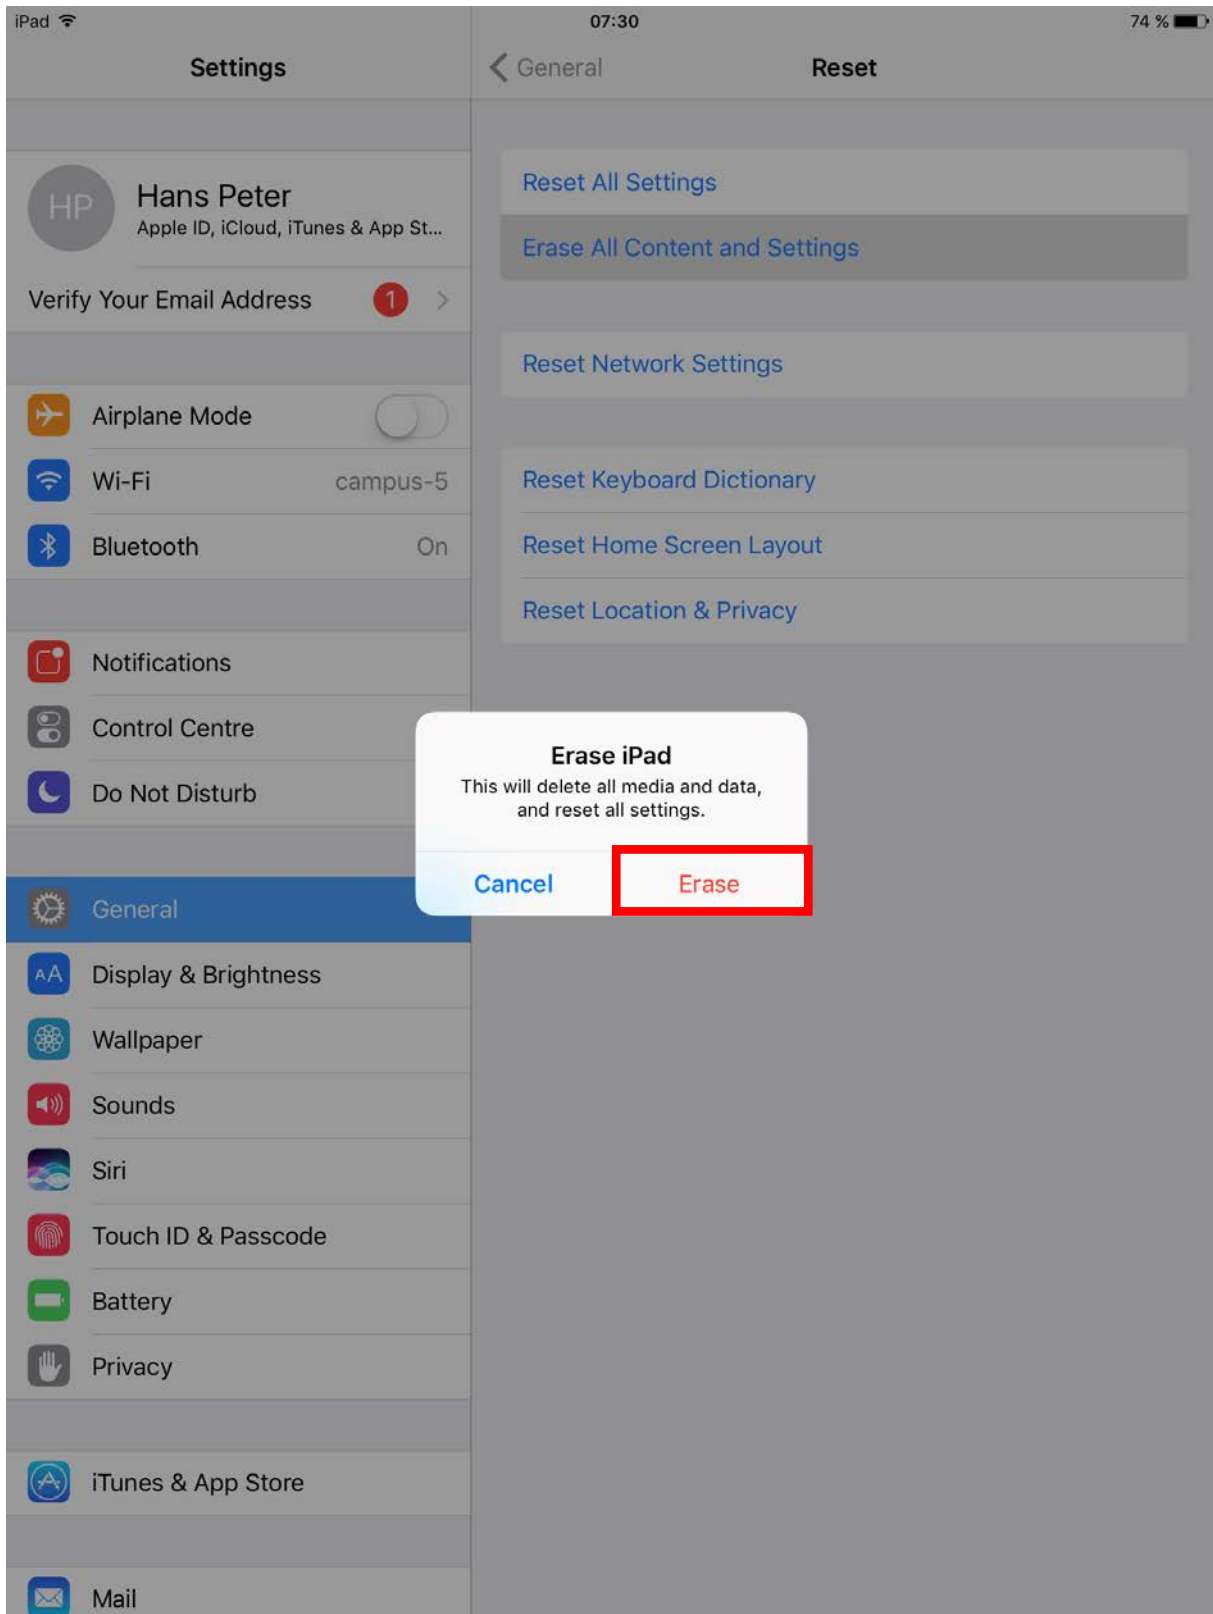 iPad
07:30
74 %
Settings
General
Reset
HP
Hans Peter
Apple ID, iCloud, iTunes & App St...
Verify Your Email Address
1
Airplane Mode
Wi-Fi
campus-5
Bluetooth
On
Notifications
Control Centre
Do Not Disturb
General
AA
Display & Brightness
Wallpaper
Sounds
Siri
Touch ID & Passcode
Battery
Privacy
iTunes & App Store
Mail
Reset All Settings
Erase All Content and Settings
Reset Network Settings
Reset Keyboard Dictionary
Reset Home Screen Layout
Reset Location & Privacy
Erase iPad
This will delete all media and data,
and reset all settings.
Cancel
Erase